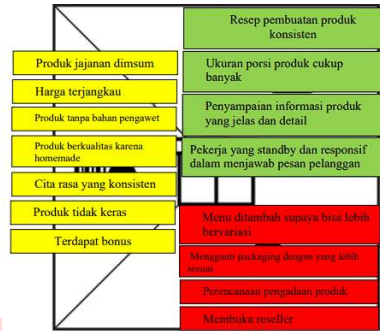 Produk jajanan dimsum
Harga terjangkau
Produk tanpa bahan pengawet
Produk berkualitas karena
homemade
Cita rasa yang konsisten
Produk tidak keras
Terdapat bonus
Resep pembuatan produk
konsisten
Ukuran porsi produk cukup
banyak
Penyampaian informasi produk
yang jelas dan detail
Pekerja yang standby dan responsif
dalam menjawab pesan pelanggan
Menu ditambah supaya bisa lebih
bervariasi
Mengganti packaging dengan yang lebih
sesuai
Perencanaan pengadaan produk
Membuka reseller